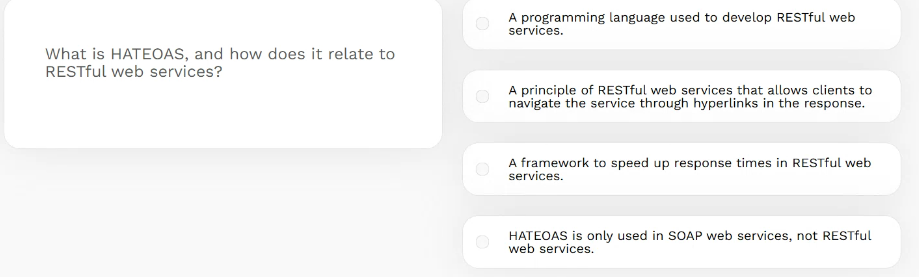 What is HATEOAS, and how does it relate to
RESTful web services?
A programming language used to develop RESTful web
services.
A principle of RESTful web services that allows clients to
navigate the service through hyperlinks in the response.
A framework to speed up response times in RESTful web
services.
HATEOAS is only used in SOAP web services, not RESTful
web services.